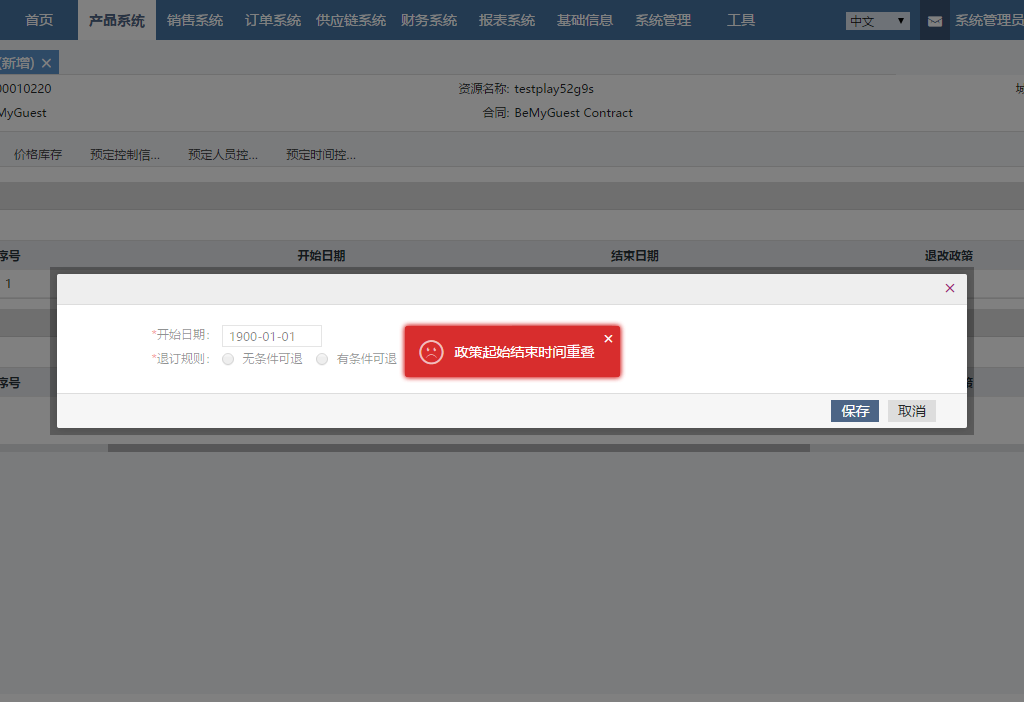 首页 产品系统 销售系统 订单系统 供应链系统 财务系统 报表系统 基础信息 系统管理 工具 中文 系统管理员
(新增)
00010220 资源名称: testplay52g9s
MyGuest 合同: BeMyGuest Contract
价格库存 预定控制信... 预定人员控... 预定时间控...
序号 开始日期 结束日期 退改政策
1
*开始日期: 1900-01-01
政策起始结束时间重叠
*退订规则: 无条件可退 有条件可退
序号
保存 取消